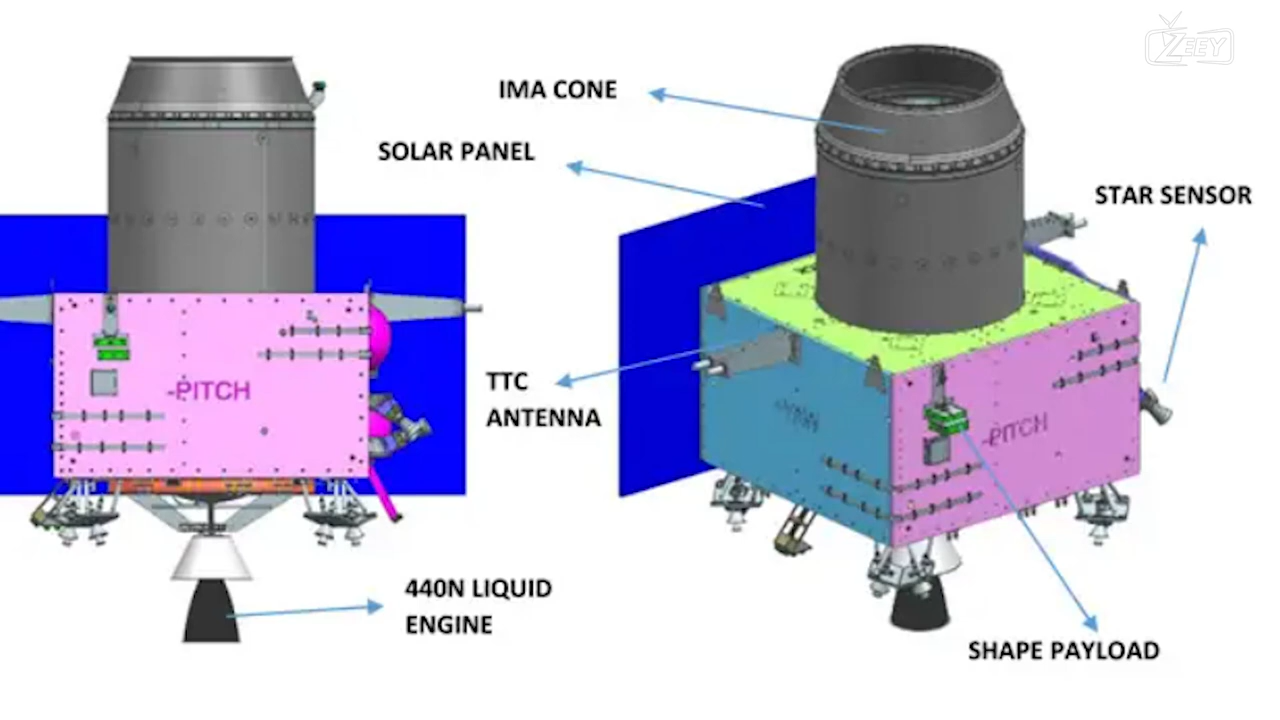 ZEEY
IMA CONE
SOLAR PANEL
STAR SENSOR
-PITCH
TTC
ANTENNA
-PITCH
440N LIQUID
ENGINE
SHAPE PAYLOAD